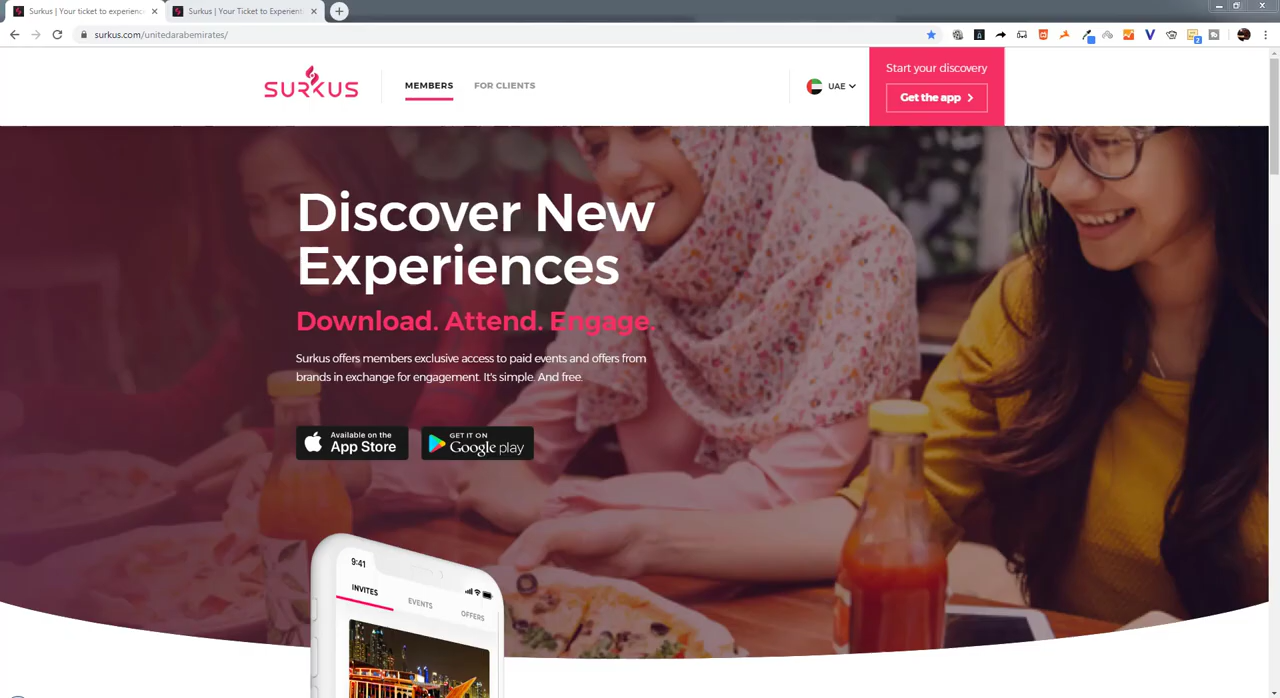 Surkus | Your ticket to experienc
Surkus | Your Ticket to Experienti
surkus.com/unitedarabemirates/
2
SURKUS
MEMBERS
FOR CLIENTS
UAE
Start your discovery
Get the app
Discover New
Experiences
Download. Attend. Engage.
Surkus offers members exclusive access to paid events and offers from
brands in exchange for engagement. It's simple. And free.
Available on the
App Store
GET IT ON
Google play
9:41
INVITES
EVENTS
OFFERS